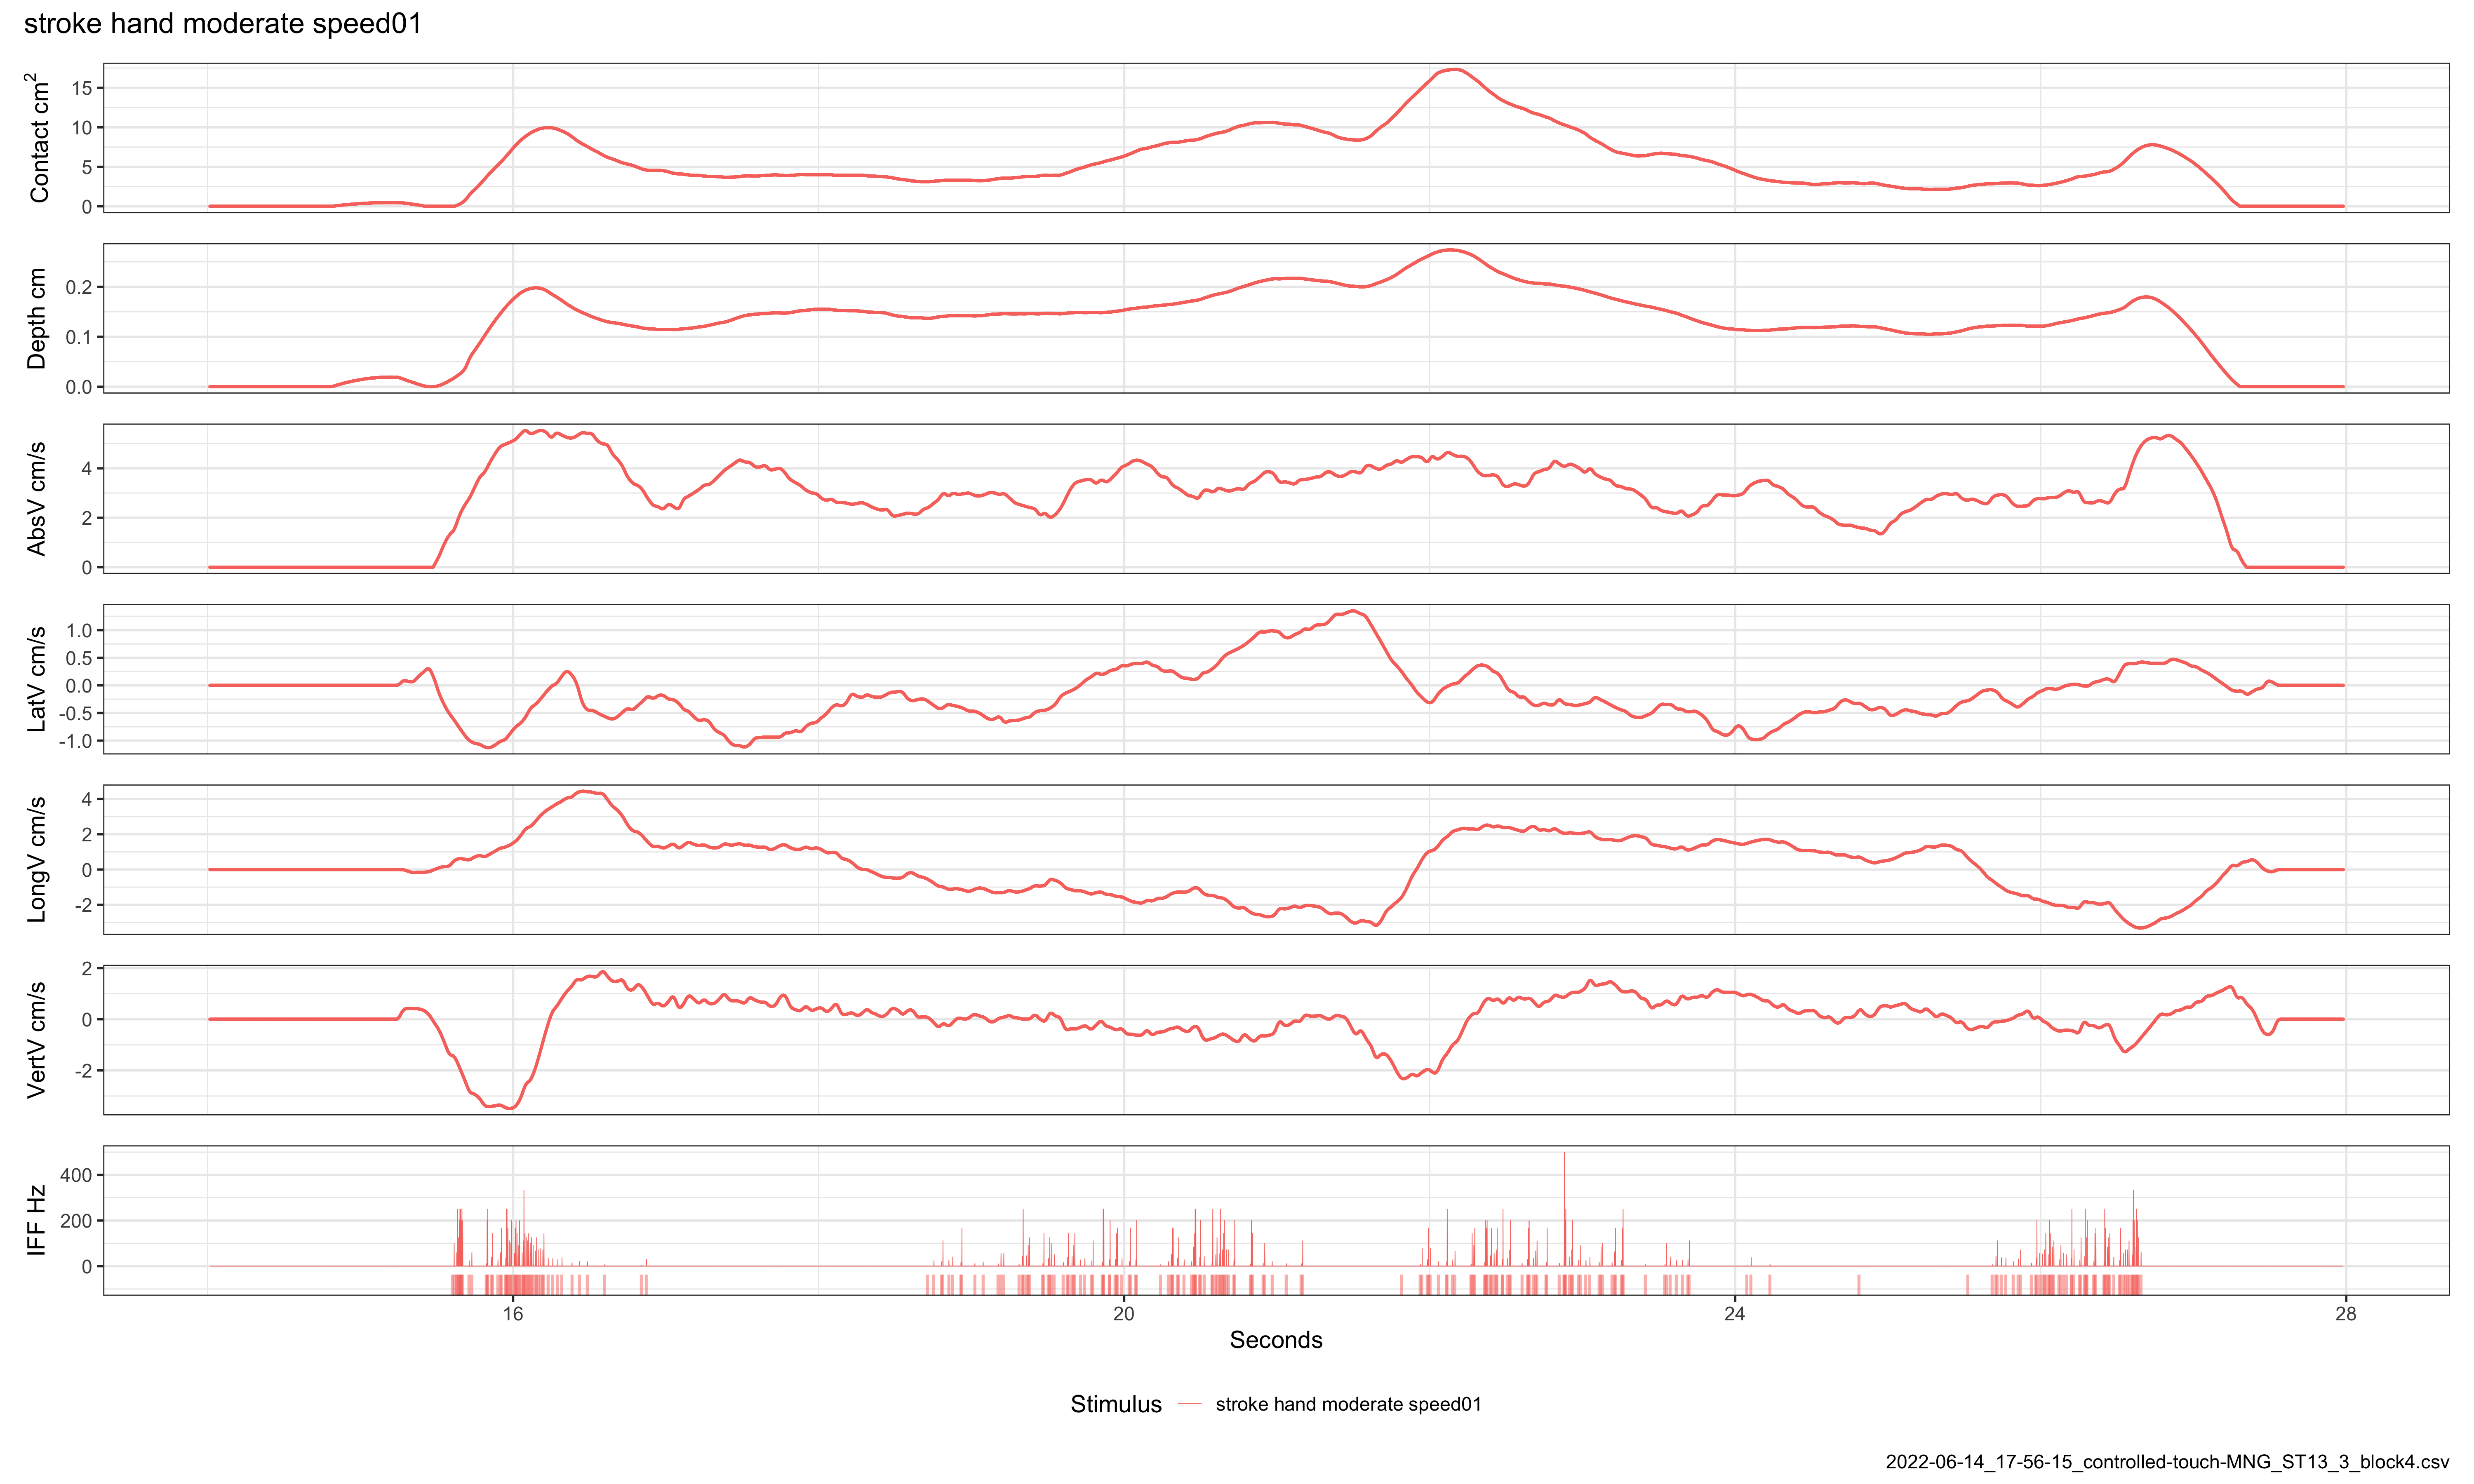 stroke hand moderate speed01
Contact cm²
15
10
5
0
Depth cm
0.2
0.1
0.0
AbsV cm/s
4
2
0
LatV cm/s
1.0
0.5
0.0
-0.5
-1.0
LongV cm/s
4
2
0
-2
VertV cm/s
2
0
-2
IFF Hz
400
200
0
16 20 24 28
Seconds
Stimulus stroke hand moderate speed01
2022-06-14_17-56-15_controlled-touch-MNG_ST13_3_block4.csv